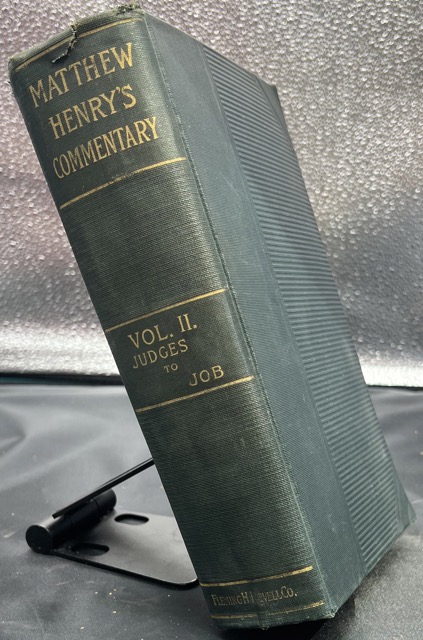 MATTHEW
HENRY'S
COMMENTARY
VOL. II.
JUDGES
TO
JOB
FLEMING H. REVELL CO.